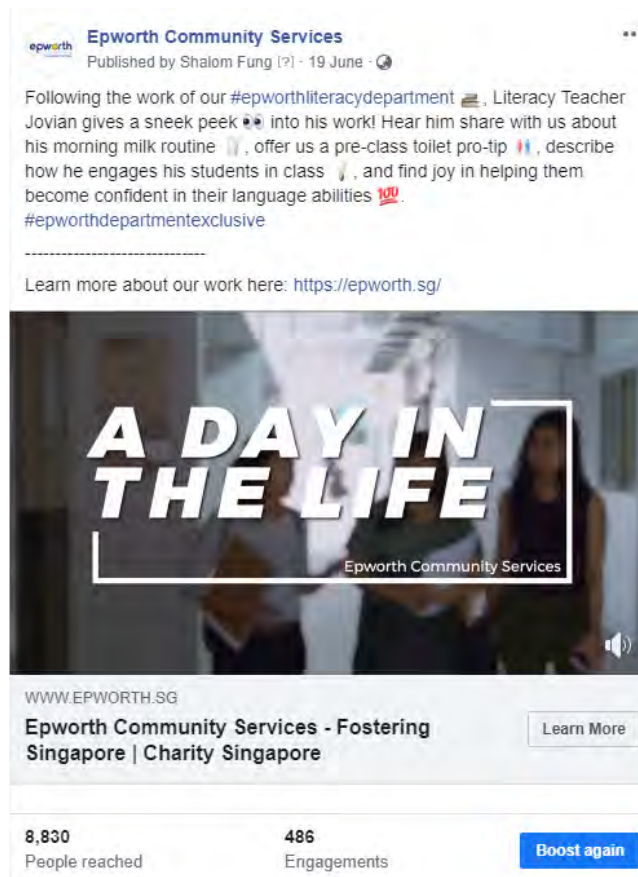 epworth
Epworth Community Services
Published by Shalom Fung [?] · 19 June ·
Following the work of our #epworthliteracydepartment 📚, Literacy Teacher
Jovian gives a sneek peek 👀 into his work! Hear him share with us about
his morning milk routine 🥛, offer us a pre-class toilet pro-tip 🚻, describe
how he engages his students in class 💡, and find joy in helping them
become confident in their language abilities 💯.
#epworthdepartmentexclusive
------------------------------
Learn more about our work here: https://epworth.sg/
A DAY IN
THE LIFE
Epworth Community Services
WWW.EPWORTH.SG
Epworth Community Services - Fostering
Singapore | Charity Singapore
Learn More
8,830
People reached
486
Engagements
Boost again